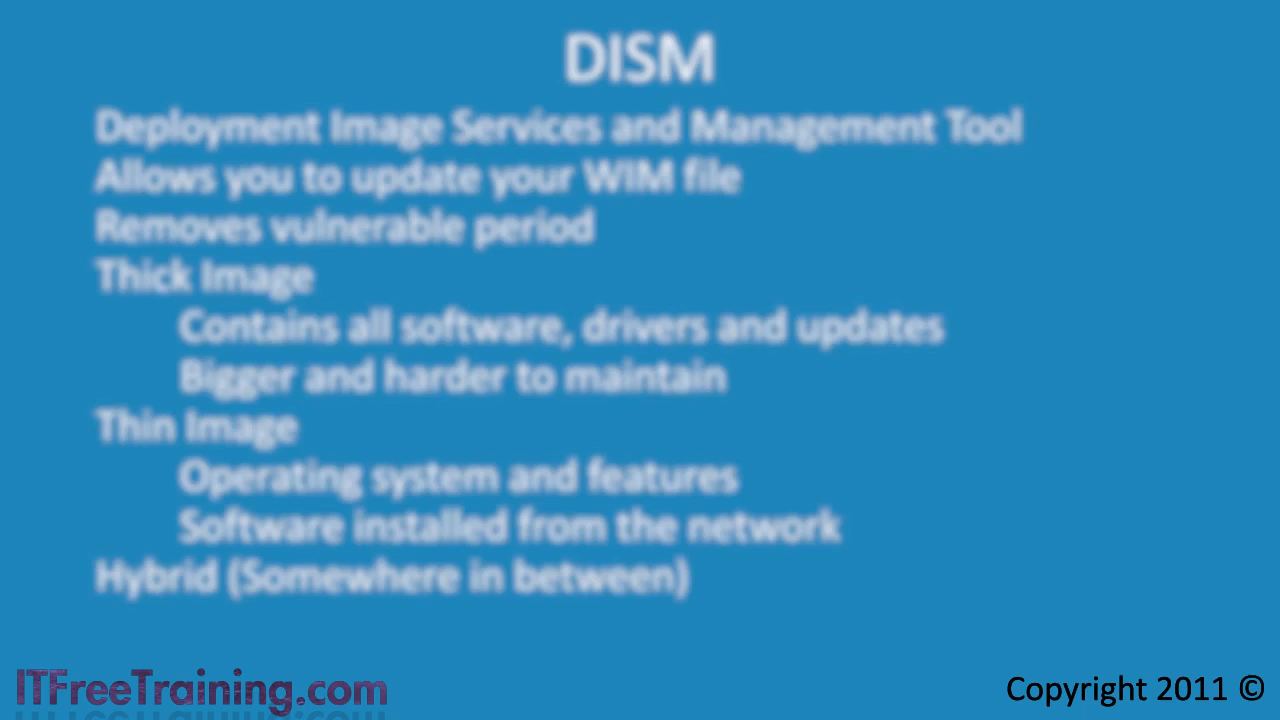 DISM
Deployment Image Services and Management Tool
Allows you to update your WIM file
Removes vulnerable period
Thick Image
Contains all software, drivers and updates
Bigger and harder to maintain
Thin Image
Operating system and features
Software installed from the network
Hybrid (Somewhere in between)
ITFreeTraining.com
Copyright 2011 ©